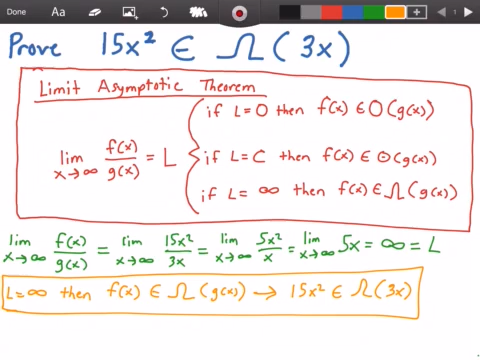 Done
1
Prove 15x² ∈ Ω(3x)
Limit Asymptotic Theorem
if L=0 then f(x) ∈ O(g(x))
lim x→∞ f(x)/g(x) = L
if L=C then f(x) ∈ Θ(g(x))
if L=∞ then f(x) ∈ Ω(g(x))
lim x→∞ f(x)/g(x) = lim x→∞ 15x²/3x = lim x→∞ 5x²/x = lim x→∞ 5x = ∞ = L
L=∞ then f(x) ∈ Ω(g(x)) → 15x² ∈ Ω(3x)